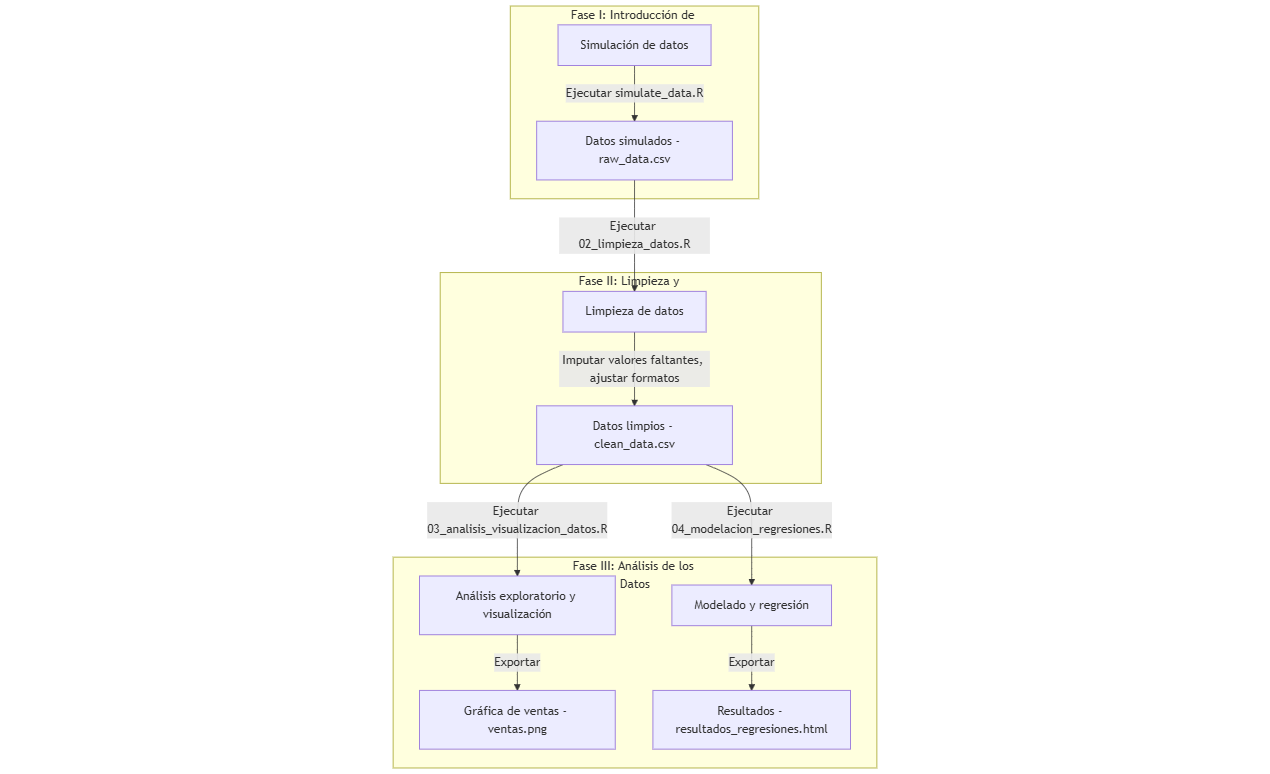 Fase I: Introducción de
Simulación de datos
Ejecutar simulate_data.R
Datos simulados -
raw_data.csv
Ejecutar
02_limpieza_datos.R
Fase II: Limpieza y
Limpieza de datos
Imputar valores faltantes,
ajustar formatos
Datos limpios -
clean_data.csv
Ejecutar
03_analisis_visualizacion_datos.R
Ejecutar
04_modelacion_regresiones.R
Fase III: Análisis de los
Datos
Análisis exploratorio y
visualización
Modelado y regresión
Exportar
Exportar
Gráfica de ventas -
ventas.png
Resultados -
resultados_regresiones.html